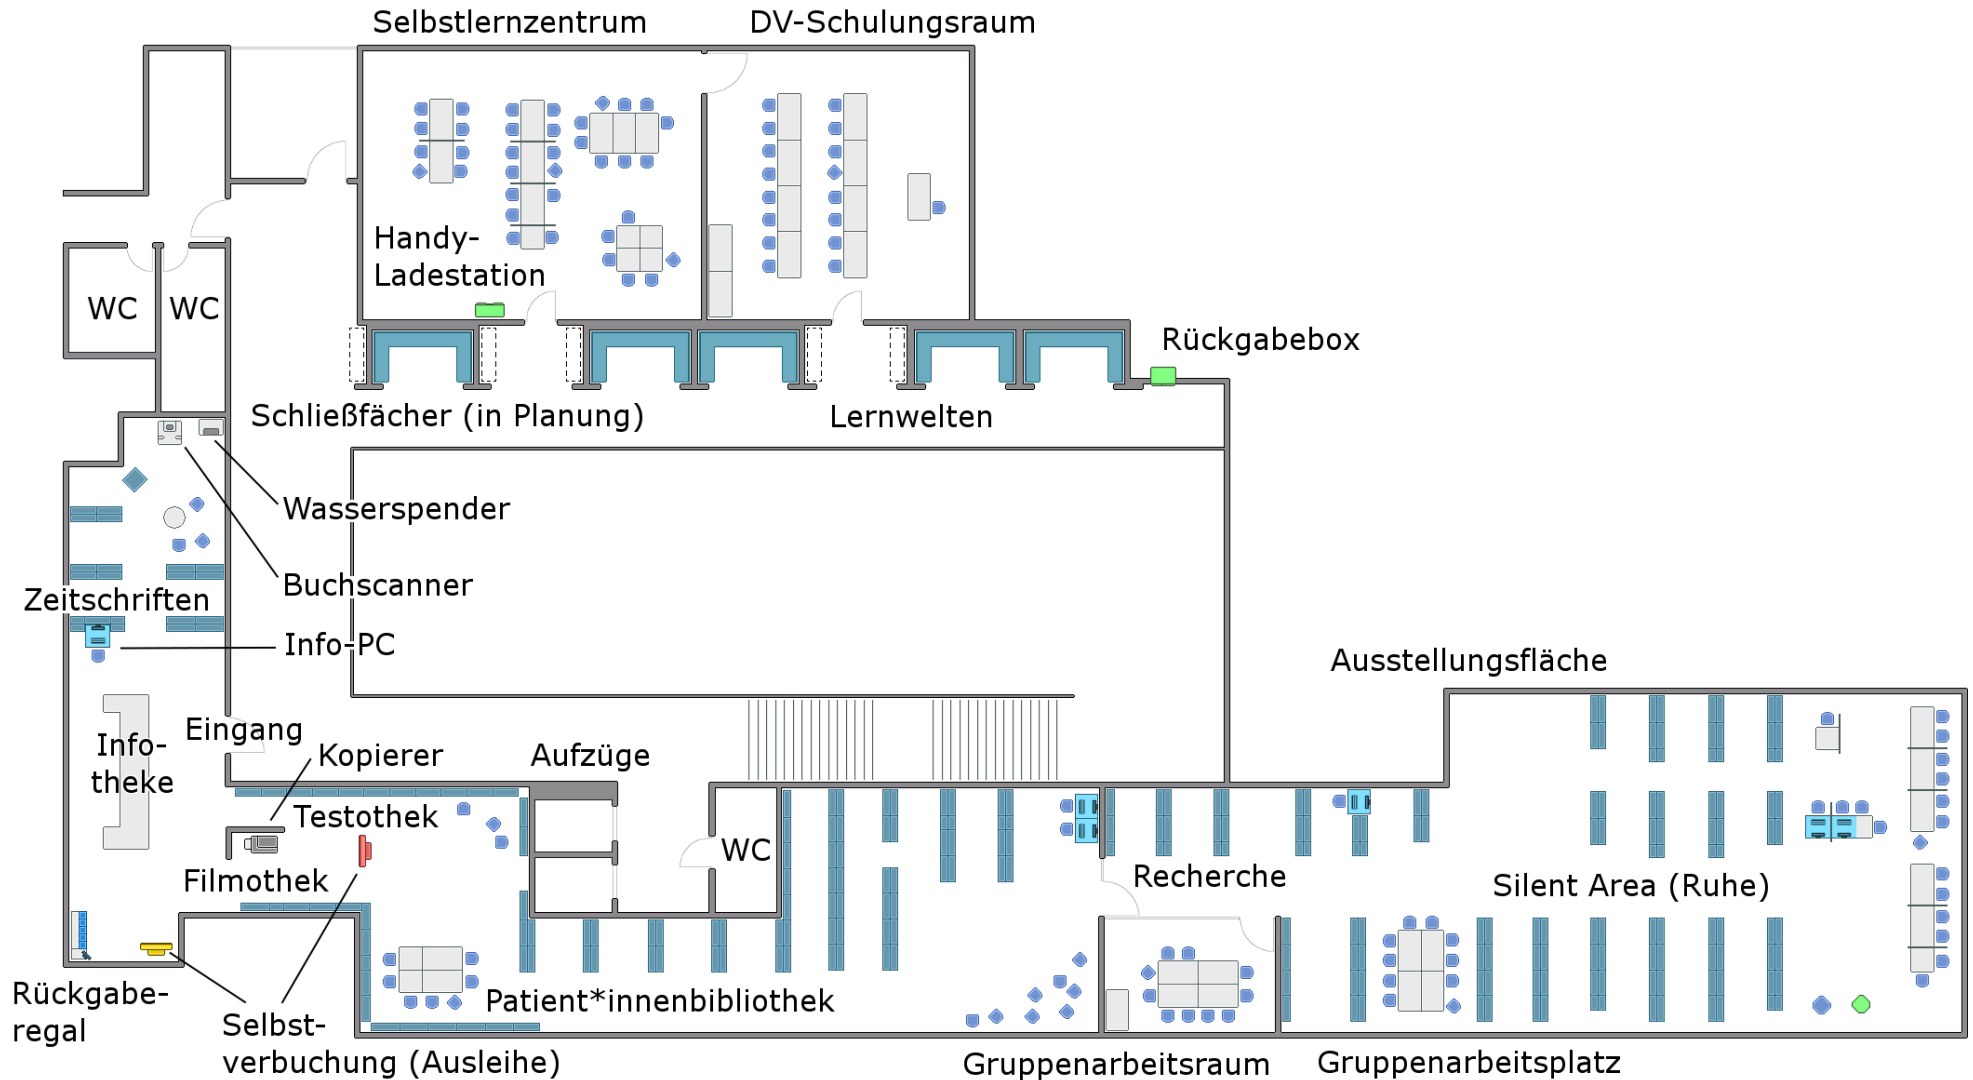 Selbstlernzentrum
DV-Schulungsraum
Handy-
Ladestation
WC
WC
Rückgabebox
Schließfächer (in Planung)
Lernwelten
Wasserspender
Buchscanner
Zeitschriften
Info-PC
Ausstellungsfläche
Eingang
Info-
theke
Kopierer
Aufzüge
Testothek
WC
Filmothek
Recherche
Silent Area (Ruhe)
Rückgabe-
regal
Patient*innenbibliothek
Selbst-
verbuchung (Ausleihe)
Gruppenarbeitsraum
Gruppenarbeitsplatz